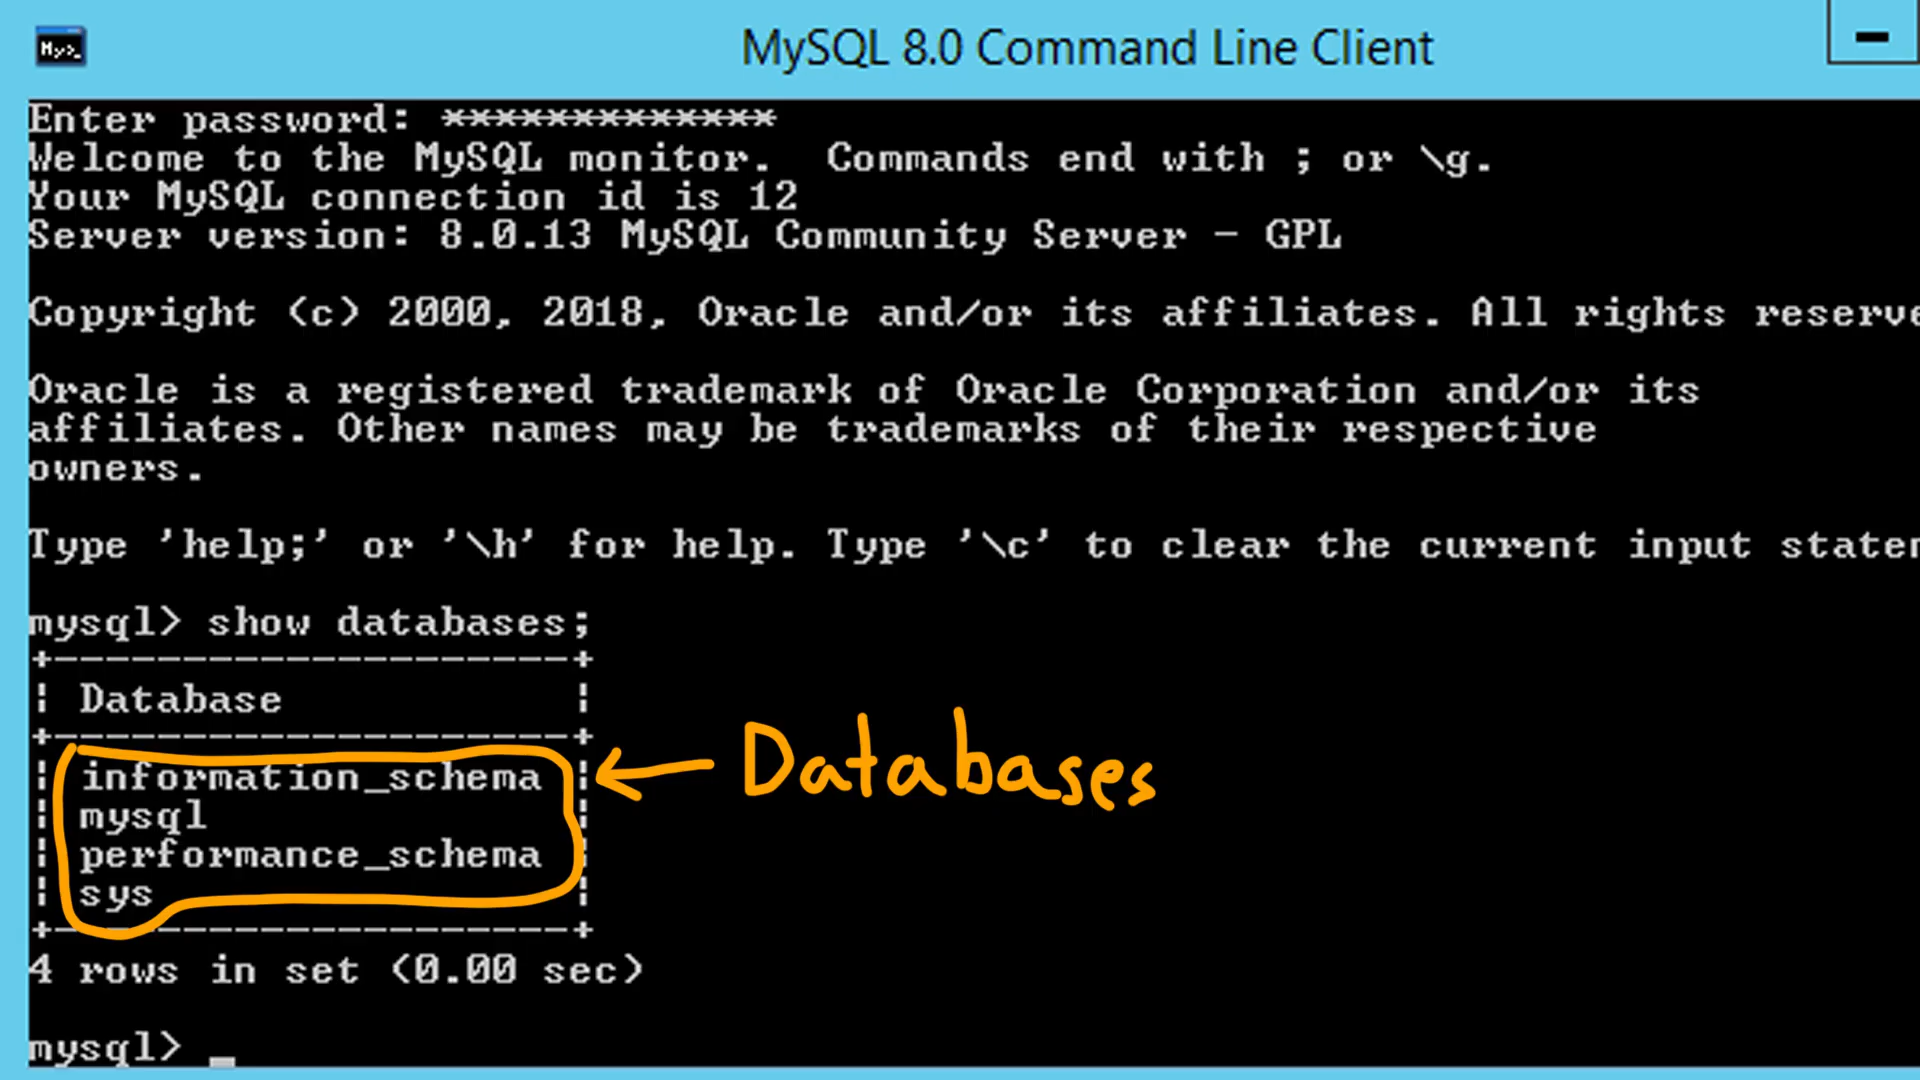 MySQL 8.0 Command Line Client
Enter password: *************
Welcome to the MySQL monitor.  Commands end with ; or \g.
Your MySQL connection id is 12
Server version: 8.0.13 MySQL Community Server - GPL
Copyright (c) 2000, 2018, Oracle and/or its affiliates. All rights reserve
Oracle is a registered trademark of Oracle Corporation and/or its
affiliates. Other names may be trademarks of their respective
owners.
Type 'help;' or '\h' for help. Type '\c' to clear the current input state
mysql> show databases;
+--------------------+
| Database           |
+--------------------+
| information_schema | ← Databases
| mysql              |
| performance_schema |
| sys                |
+--------------------+
4 rows in set (0.00 sec)
mysql> _